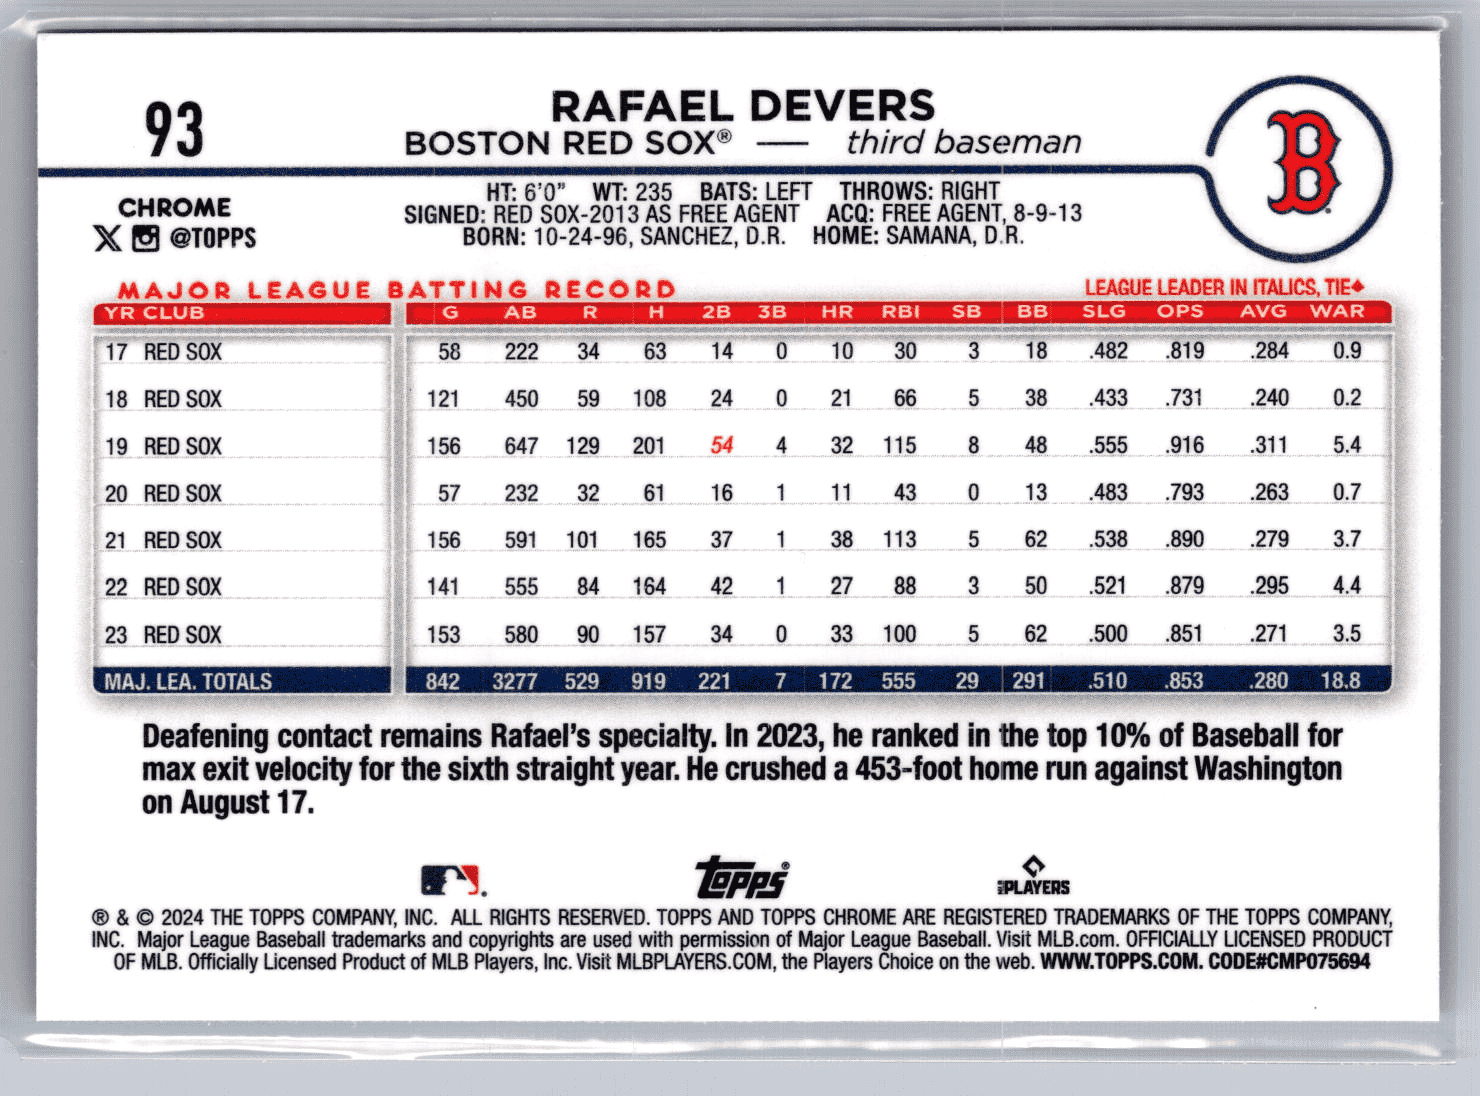 93
RAFAEL DEVERS
BOSTON RED SOX® — third baseman
B
CHROME
X @TOPPS
HT: 6'0" WT: 235 BATS: LEFT THROWS: RIGHT
SIGNED: RED SOX-2013 AS FREE AGENT ACQ: FREE AGENT, 8-9-13
BORN: 10-24-96, SANCHEZ, D.R. HOME: SAMANA, D.R.
MAJOR LEAGUE BATTING RECORD LEAGUE LEADER IN ITALICS, TIE♦
YR CLUB G AB R H 2B 3B HR RBI SB BB SLG OPS AVG WAR
17 RED SOX 58 222 34 63 14 0 10 30 3 18 .482 .819 .284 0.9
18 RED SOX 121 450 59 108 24 0 21 66 5 38 .433 .731 .240 0.2
19 RED SOX 156 647 129 201 54 4 32 115 8 48 .555 .916 .311 5.4
20 RED SOX 57 232 32 61 16 1 11 43 0 13 .483 .793 .263 0.7
21 RED SOX 156 591 101 165 37 1 38 113 5 62 .538 .890 .279 3.7
22 RED SOX 141 555 84 164 42 1 27 88 3 50 .521 .879 .295 4.4
23 RED SOX 153 580 90 157 34 0 33 100 5 62 .500 .851 .271 3.5
MAJ. LEA. TOTALS 842 3277 529 919 221 7 172 555 29 291 .510 .853 .280 18.8
Deafening contact remains Rafael's specialty. In 2023, he ranked in the top 10% of Baseball for
max exit velocity for the sixth straight year. He crushed a 453-foot home run against Washington
on August 17.
Topps®
MLB PLAYERS
® & © 2024 THE TOPPS COMPANY, INC. ALL RIGHTS RESERVED. TOPPS AND TOPPS CHROME ARE REGISTERED TRADEMARKS OF THE TOPPS COMPANY,
INC. Major League Baseball trademarks and copyrights are used with permission of Major League Baseball. Visit MLB.com. OFFICIALLY LICENSED PRODUCT
OF MLB. Officially Licensed Product of MLB Players, Inc. Visit MLBPLAYERS.COM, the Players Choice on the web. WWW.TOPPS.COM. CODE#CMP075694